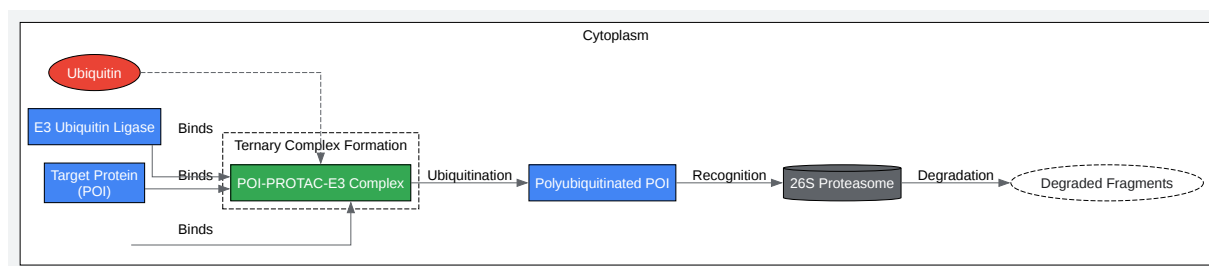 Cytoplasm
Ubiquitin
E3 Ubiquitin Ligase
Binds
Ternary Complex Formation
Target Protein
(POI)
Binds
POI-PROTAC-E3 Complex
Ubiquitination
Polyubiquitinated POI
Recognition
26S Proteasome
Degradation
Degraded Fragments
Binds